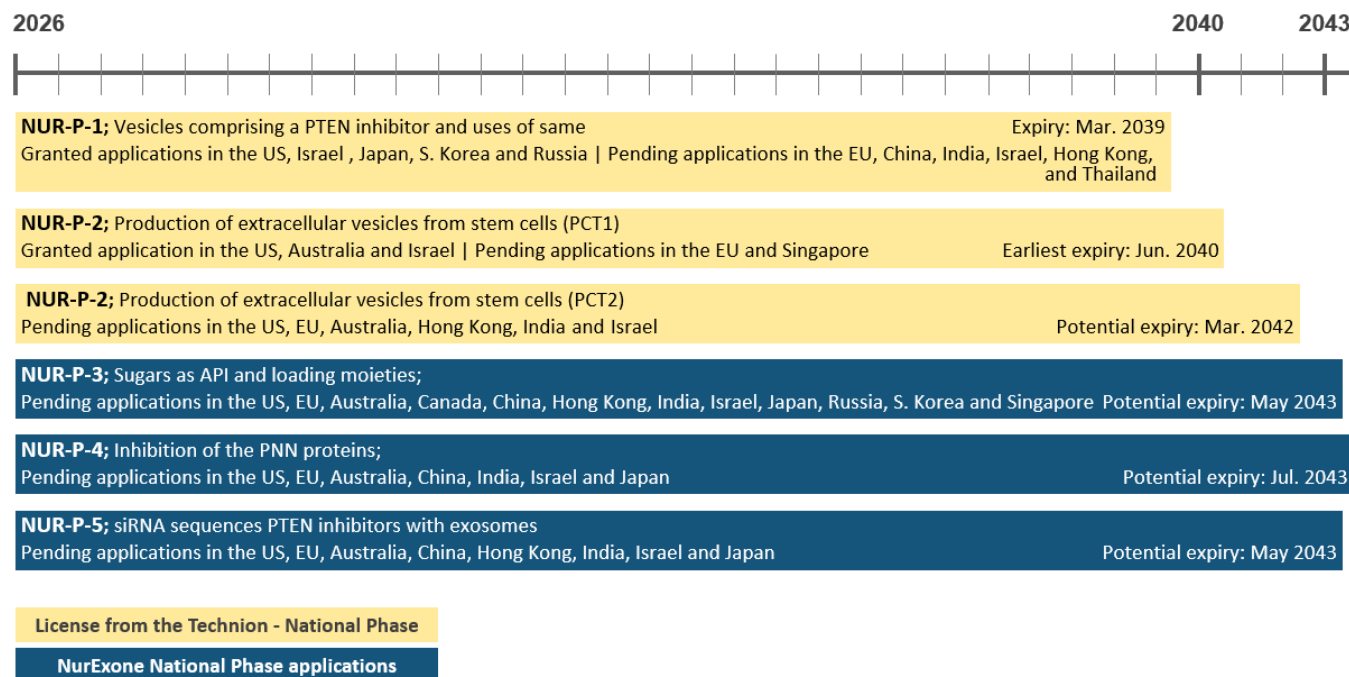 2026 2040 2043
NUR-P-1; Vesicles comprising a PTEN inhibitor and uses of same Expiry: Mar. 2039
Granted applications in the US, Israel , Japan, S. Korea and Russia | Pending applications in the EU, China, India, Israel, Hong Kong,
and Thailand
NUR-P-2; Production of extracellular vesicles from stem cells (PCT1)
Granted application in the US, Australia and Israel | Pending applications in the EU and Singapore Earliest expiry: Jun. 2040
NUR-P-2; Production of extracellular vesicles from stem cells (PCT2)
Pending applications in the US, EU, Australia, Hong Kong, India and Israel Potential expiry: Mar. 2042
NUR-P-3; Sugars as API and loading moieties;
Pending applications in the US, EU, Australia, Canada, China, Hong Kong, India, Israel, Japan, Russia, S. Korea and Singapore Potential expiry: May 2043
NUR-P-4; Inhibition of the PNN proteins;
Pending applications in the US, EU, Australia, China, India, Israel and Japan Potential expiry: Jul. 2043
NUR-P-5; siRNA sequences PTEN inhibitors with exosomes
Pending applications in the US, EU, Australia, China, Hong Kong, India, Israel and Japan Potential expiry: May 2043
License from the Technion - National Phase
NurExone National Phase applications